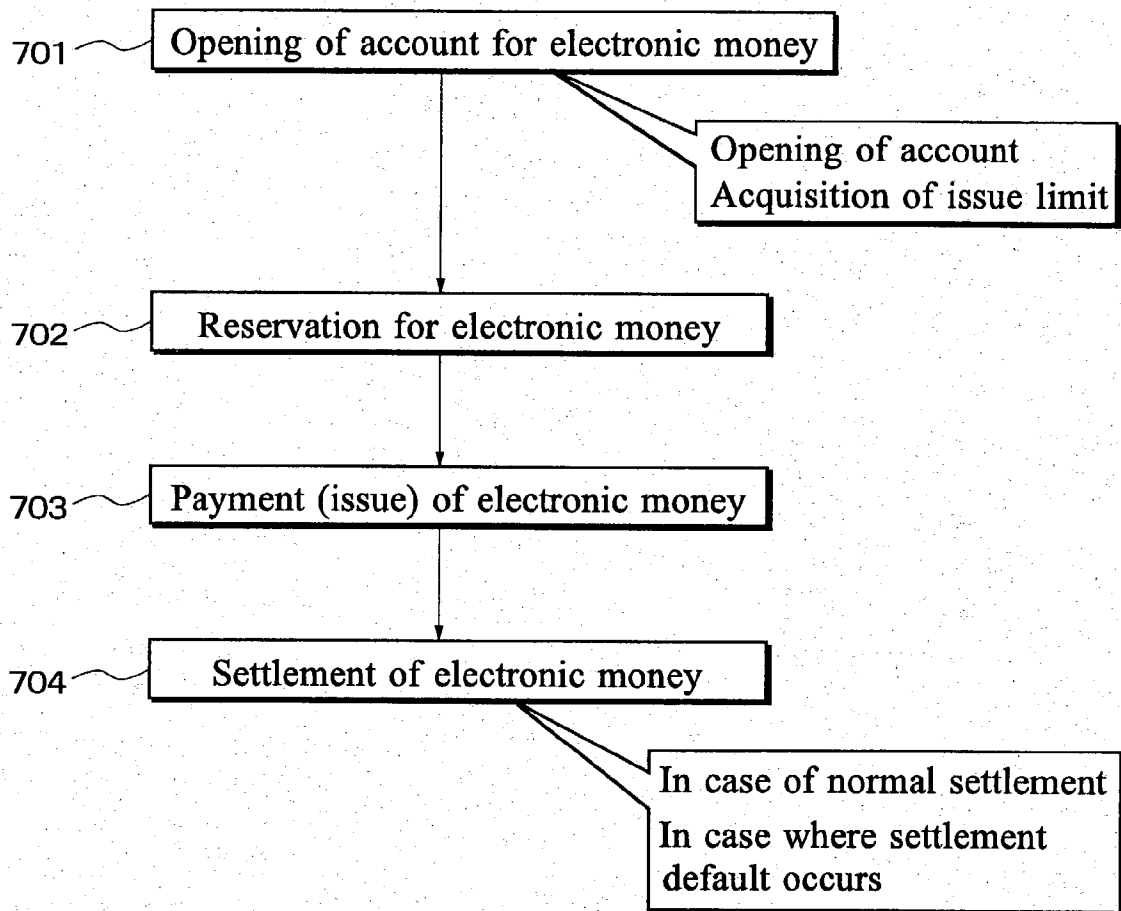 701
Opening of account for electronic money
Opening of account
Acquisition of issue limit
702
Reservation for electronic money
703
Payment (issue) of electronic money
704
Settlement of electronic money
In case of normal settlement
In case where settlement
default occurs